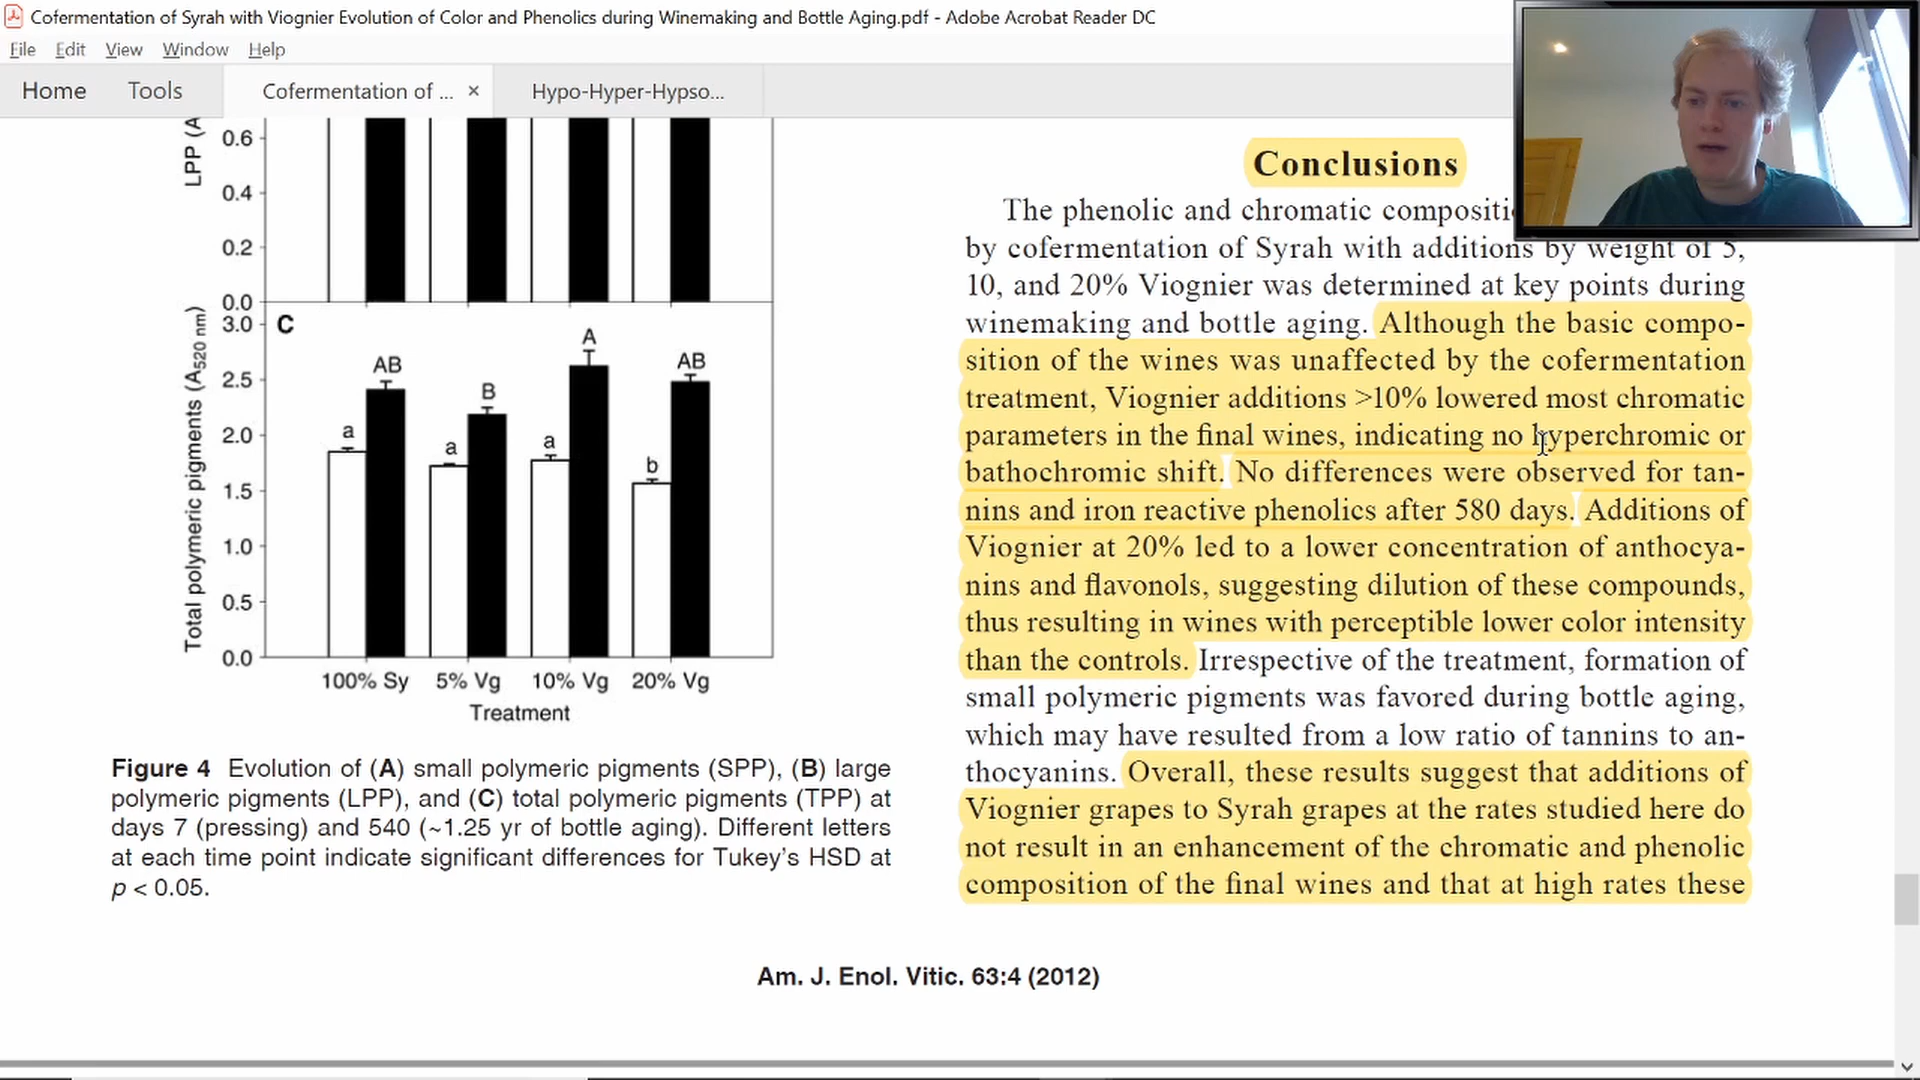 Cofermentation of Syrah with Viognier Evolution of Color and Phenolics during Winemaking and Bottle Aging.pdf - Adobe Acrobat Reader DC
File Edit View Window Help
Home Tools Cofermentation of ... × Hypo-Hyper-Hypso...
LPP (A
0.6
0.4
0.2
0.0
Total polymeric pigments (A520 nm)
3.0
2.5
2.0
1.5
1.0
0.5
0.0
C
a AB
a B
a A
b AB
100% Sy 5% Vg 10% Vg 20% Vg
Treatment
Figure 4 Evolution of (A) small polymeric pigments (SPP), (B) large
polymeric pigments (LPP), and (C) total polymeric pigments (TPP) at
days 7 (pressing) and 540 (~1.25 yr of bottle aging). Different letters
at each time point indicate significant differences for Tukey's HSD at
p < 0.05.
Conclusions
The phenolic and chromatic
by cofermentation of Syrah with additions by weight of 5,
10, and 20% Viognier was determined at key points during
winemaking and bottle aging. Although the basic compo-
sition of the wines was unaffected by the cofermentation
treatment, Viognier additions >10% lowered most chromatic
parameters in the final wines, indicating no hyperchromic or
bathochromic shift. No differences were observed for tan-
nins and iron reactive phenolics after 580 days. Additions of
Viognier at 20% led to a lower concentration of anthocya-
nins and flavonols, suggesting dilution of these compounds,
thus resulting in wines with perceptible lower color intensity
than the controls. Irrespective of the treatment, formation of
small polymeric pigments was favored during bottle aging,
which may have resulted from a low ratio of tannins to an-
thocyanins. Overall, these results suggest that additions of
Viognier grapes to Syrah grapes at the rates studied here do
not result in an enhancement of the chromatic and phenolic
composition of the final wines and that at high rates these
Am. J. Enol. Vitic. 63:4 (2012)